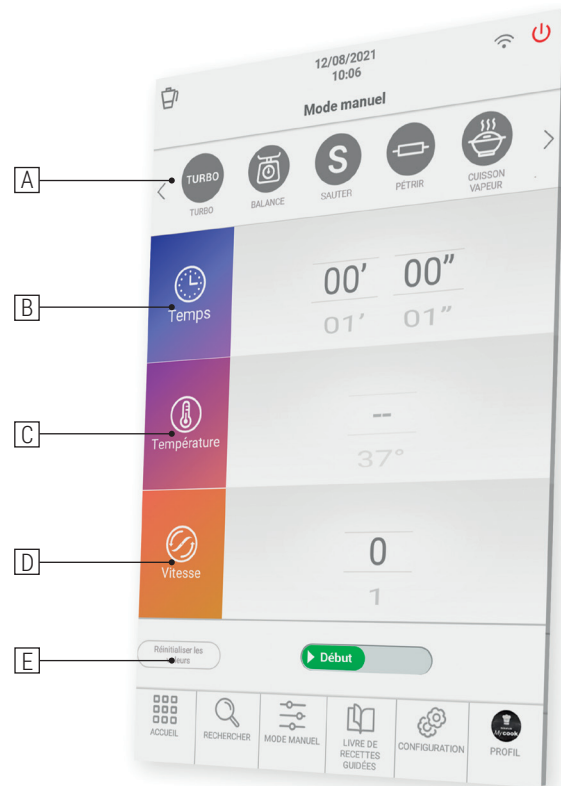 12/08/2021
10:06
Mode manuel
A
TURBO
S
TURBO
BALANCE
SAUTER
PÉTRIR
CUISSON
VAPEUR
B
Temps
00’ 00”
01’ 01”
C
Température
--
37°
D
Vitesse
0
1
E
Réinitialiser les
Début
ACCUEIL
RECHERCHER
MODE MANUEL
LIVRE DE
RECETTES
GUIDÉES
CONFIGURATION
Mycook
PROFIL